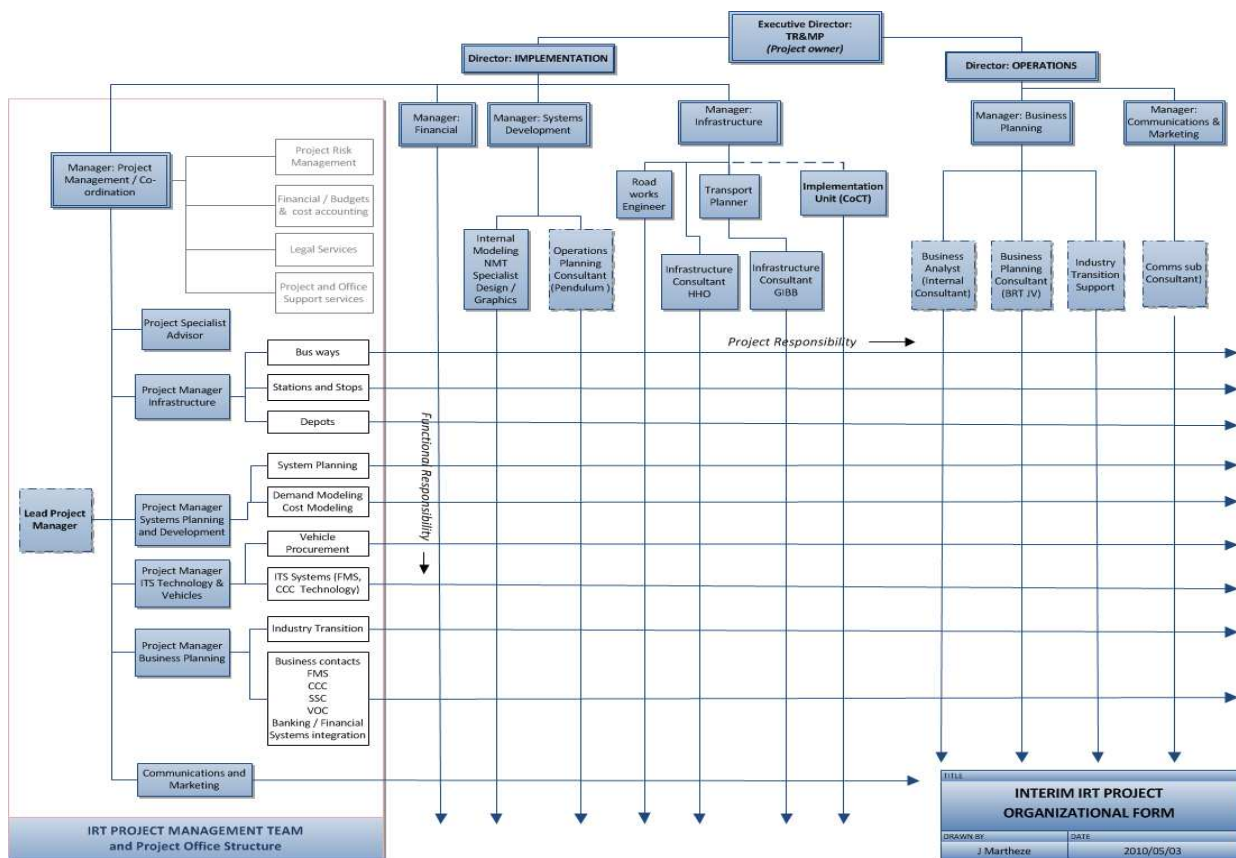 Executive Director:
TR&MP
(Project owner)
Director: IMPLEMENTATION
Director: OPERATIONS
Manager:
Financial
Manager: Systems
Development
Manager:
Infrastructure
Manager: Business
Planning
Manager:
Communications &
Marketing
Manager: Project
Management / Co-
ordination
Project Risk
Management
Financial / Budgets
& cost accounting
Legal Services
Project and Office
Support services
Road
works
Engineer
Transport
Planner
Implementation
Unit (CoCT)
Internal
Modeling
NMT
Specialist
Design /
Graphics
Operations
Planning
Consultant
(Pendulum )
Infrastructure
Consultant
HHO
Infrastructure
Consultant
GIBB
Business
Analyst
(Internal
Consultant)
Business
Planning
Consultant
(BRT JV)
Industry
Transition
Support
Comms sub
Consultant)
Project Specialist
Advisor
Project Responsibility
Functional Responsibility
Project Manager
Infrastructure
Bus ways
Stations and Stops
Depots
Lead Project
Manager
Project Manager
Systems Planning
and Development
System Planning
Demand Modeling
Cost Modeling
Project Manager
ITS Technology &
Vehicles
Vehicle
Procurement
ITS Systems (FMS,
CCC Technology)
Project Manager
Business Planning
Industry Transition
Business contacts
FMS
CCC
SSC
VOC
Banking / Financial
Systems integration
Communications and
Marketing
IRT PROJECT MANAGEMENT TEAM
and Project Office Structure
TITLE
INTERIM IRT PROJECT
ORGANIZATIONAL FORM
DRAWN BY
DATE
J Martheze
2010/05/03